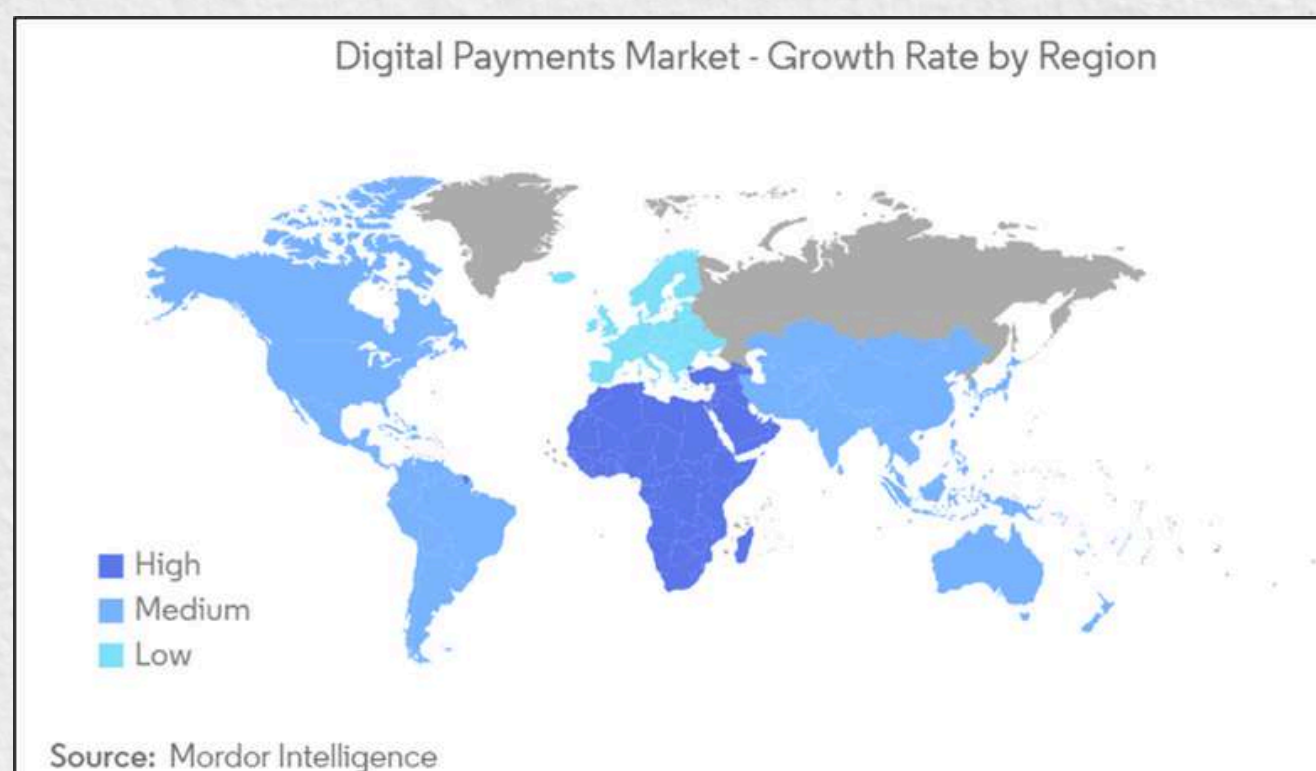 Digital Payments Market - Growth Rate by Region
High
Medium
Low
Source: Mordor Intelligence